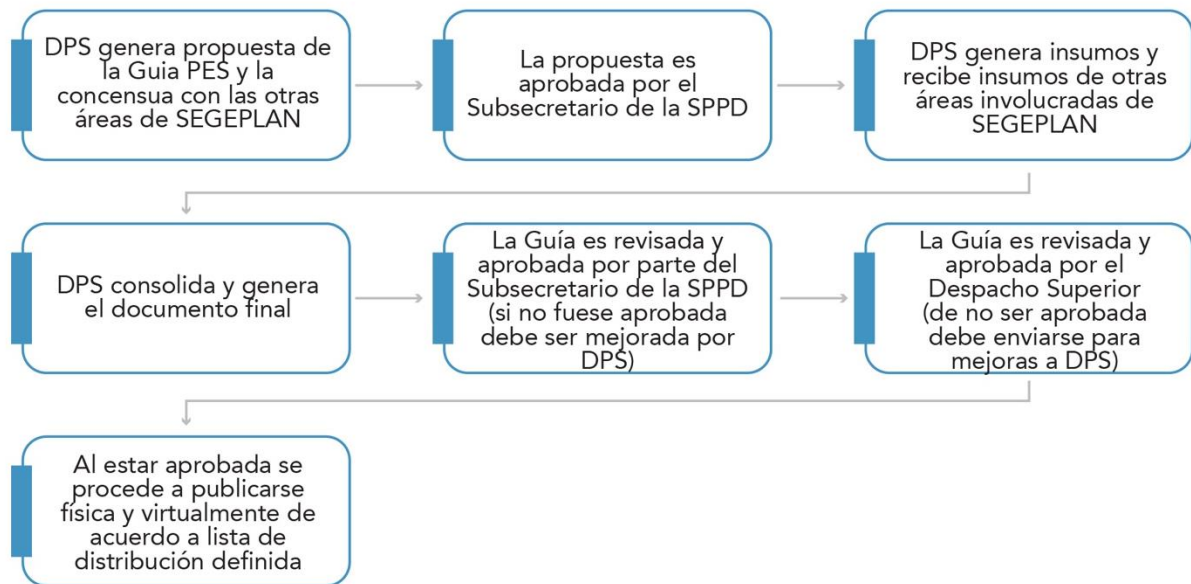 DPS genera propuesta de
la Guia PES y la
concensua con las otras
áreas de SEGEPLAN
La propuesta es
aprobada por el
Subsecretario de la SPPD
DPS genera insumos y
recibe insumos de otras
áreas involucradas de
SEGEPLAN
DPS consolida y genera
el documento final
La Guía es revisada y
aprobada por parte del
Subsecretario de la SPPD
(si no fuese aprobada
debe ser mejorada por
DPS)
La Guía es revisada y
aprobada por el
Despacho Superior
(de no ser aprobada
debe enviarse para
mejoras a DPS)
Al estar aprobada se
procede a publicarse
física y virtualmente de
acuerdo a lista de
distribución definida